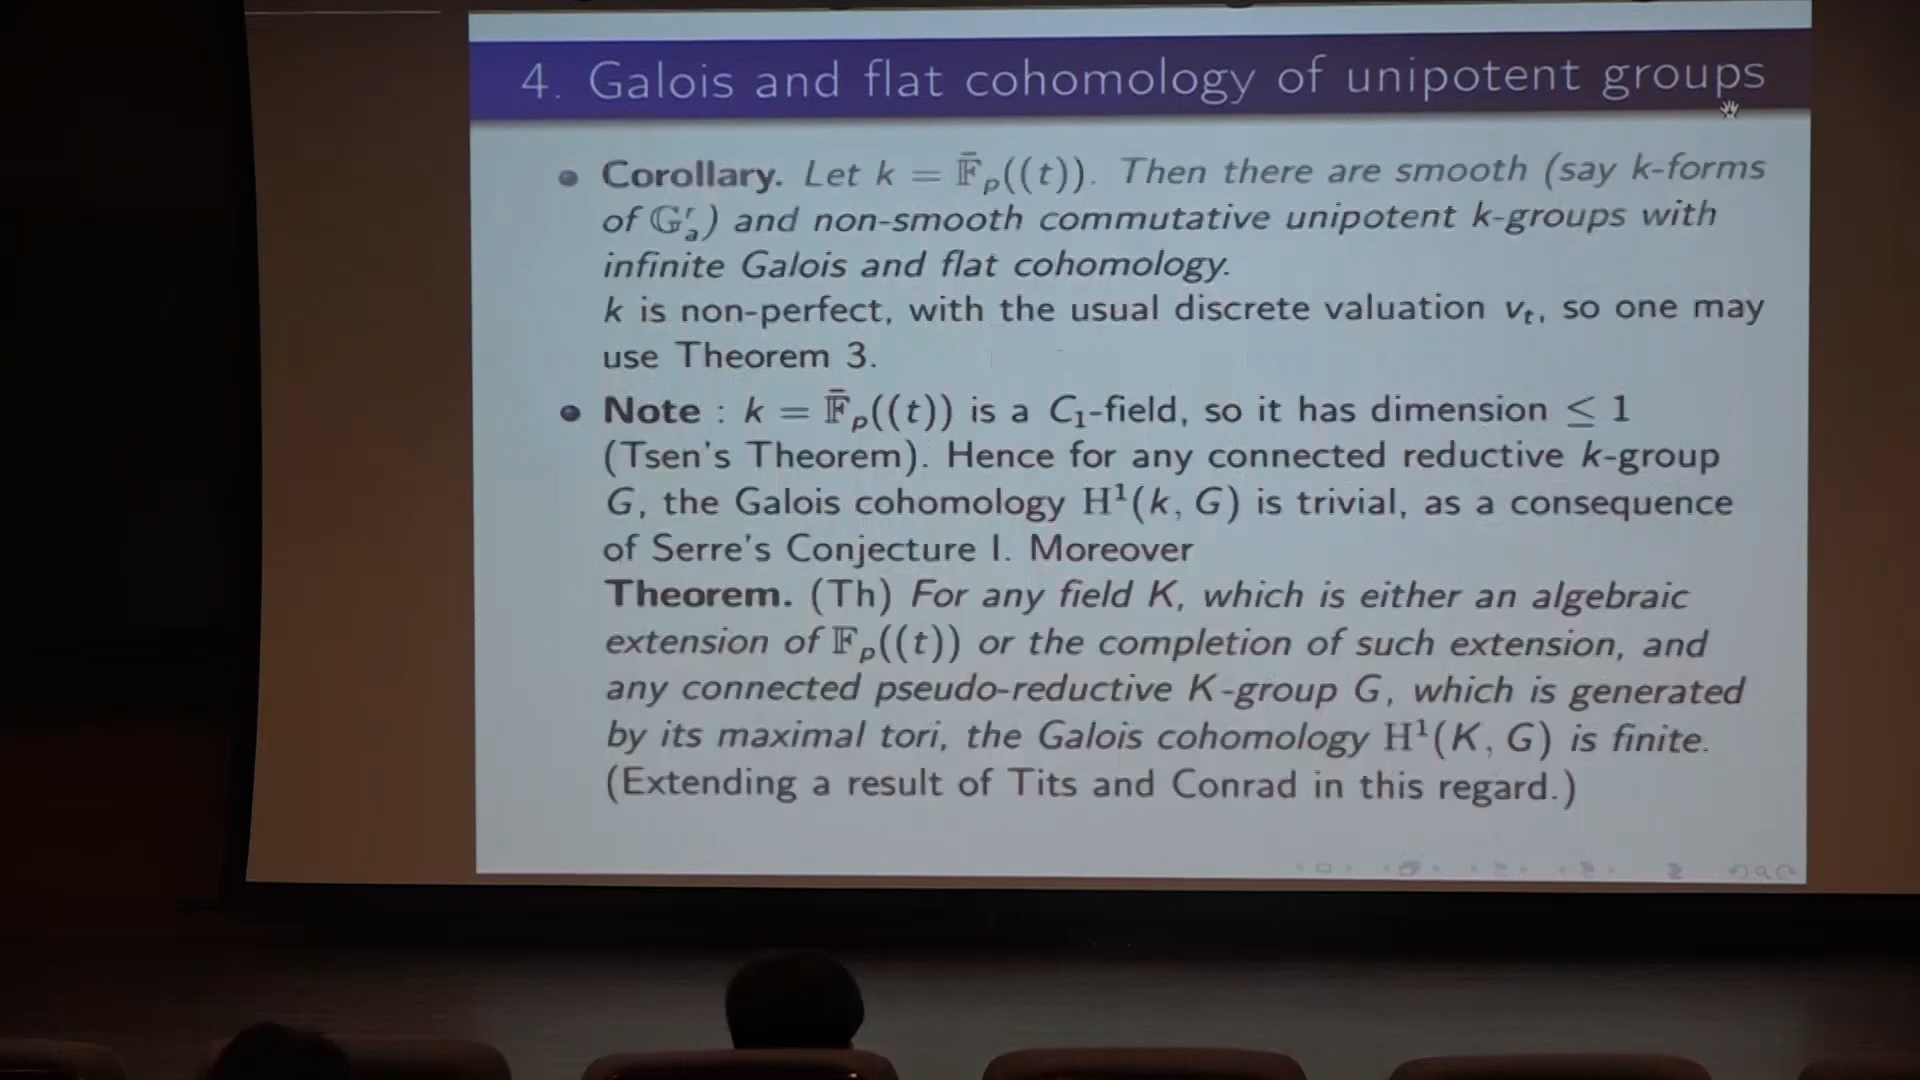 4. Galois and flat cohomology of unipotent groups
Corollary. Let k = 𝔽̄ₚ((t)). Then there are smooth (say k-forms
of 𝔾ₐʳ) and non-smooth commutative unipotent k-groups with
infinite Galois and flat cohomology.
k is non-perfect, with the usual discrete valuation vₜ, so one may
use Theorem 3.
Note : k = 𝔽̄ₚ((t)) is a C₁-field, so it has dimension ≤ 1
(Tsen's Theorem). Hence for any connected reductive k-group
G, the Galois cohomology H¹(k, G) is trivial, as a consequence
of Serre's Conjecture I. Moreover
Theorem. (Th) For any field K, which is either an algebraic
extension of 𝔽ₚ((t)) or the completion of such extension, and
any connected pseudo-reductive K-group G, which is generated
by its maximal tori, the Galois cohomology H¹(K, G) is finite.
(Extending a result of Tits and Conrad in this regard.)